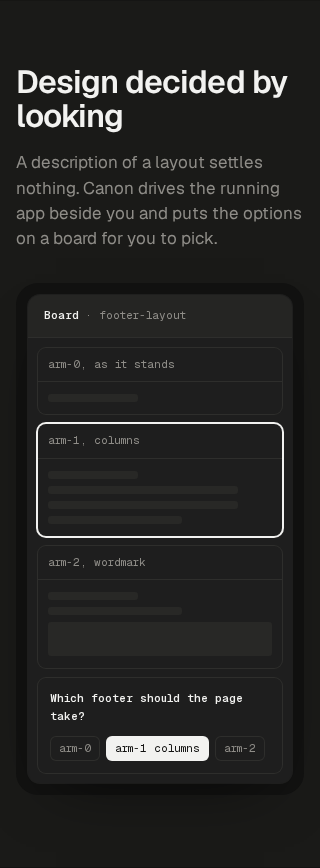 Design decided by
looking
A description of a layout settles
nothing. Canon drives the running
app beside you and puts the options
on a board for you to pick.
Board · footer-layout
arm-0, as it stands
arm-1, columns
arm-2, wordmark
Which footer should the page
take?
arm-0 arm-1 columns arm-2